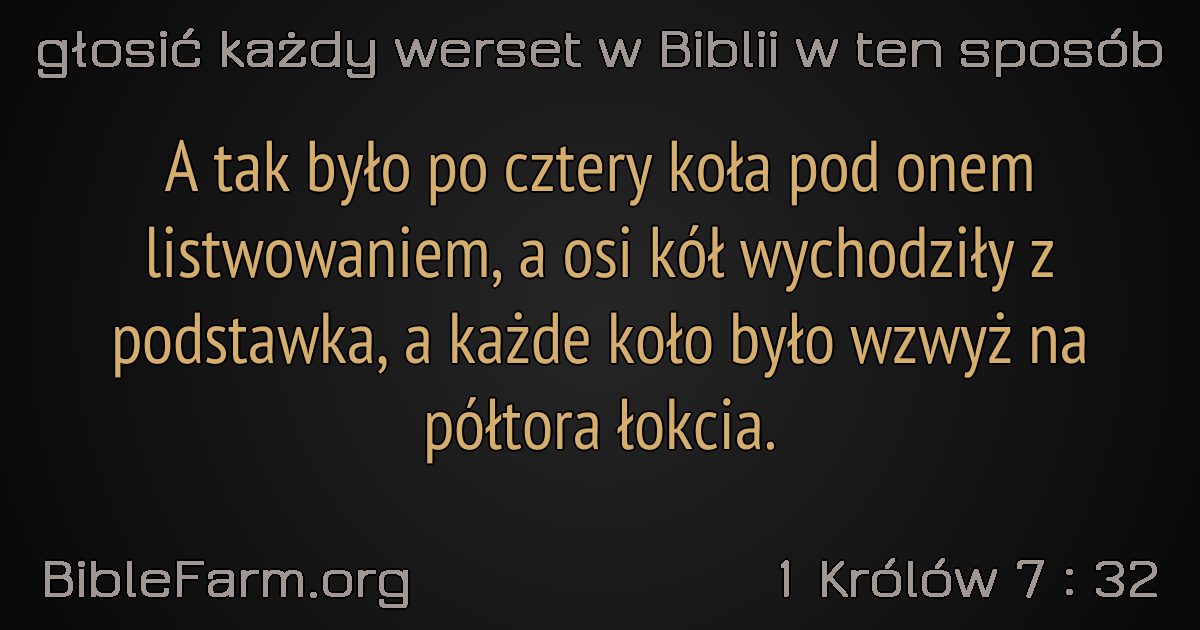 głosić każdy werset w Biblii w ten sposób
A tak było po cztery koła pod onem
listwowaniem, a osi kół wychodziły z
podstawka, a każde koło było wzwyż na
półtora łokcia.
BibleFarm.org
1 Królów 7 : 32